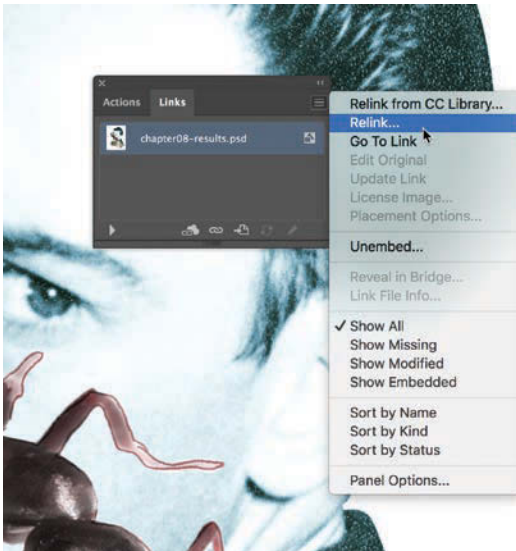 Actions Links
chapter08-results.psd
Relink from CC Library...
Relink...
Go To Link
Edit Original
Update Link
License Image...
Placement Options...
Unembed...
Reveal in Bridge...
Link File Info...
✓ Show All
Show Missing
Show Modified
Show Embedded
Sort by Name
Sort by Kind
Sort by Status
Panel Options...